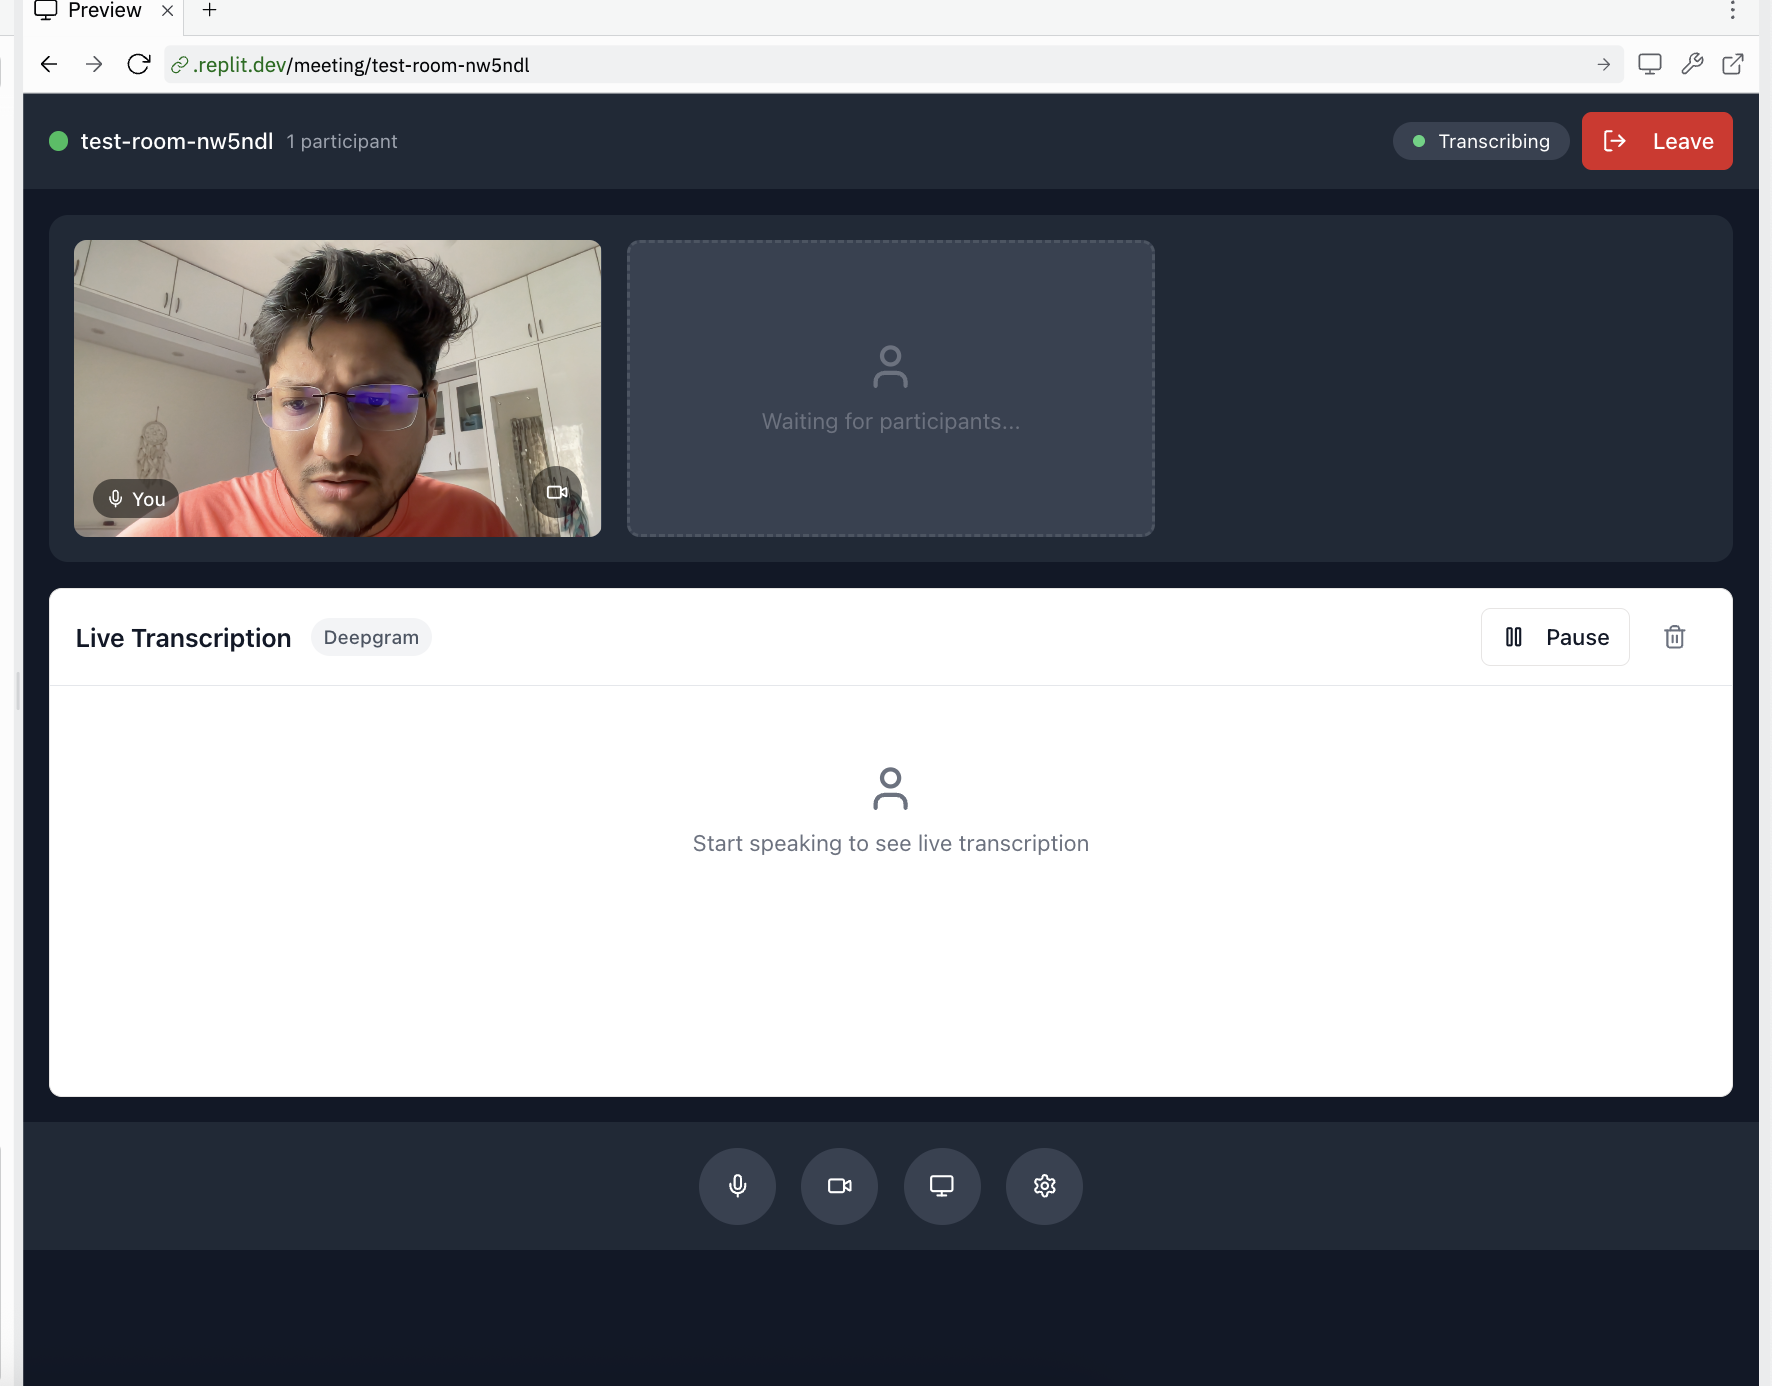 Preview
.replit.dev/meeting/test-room-nw5ndl
test-room-nw5ndl 1 participant
Transcribing
Leave
You
Waiting for participants...
Live Transcription Deepgram
Pause
Start speaking to see live transcription